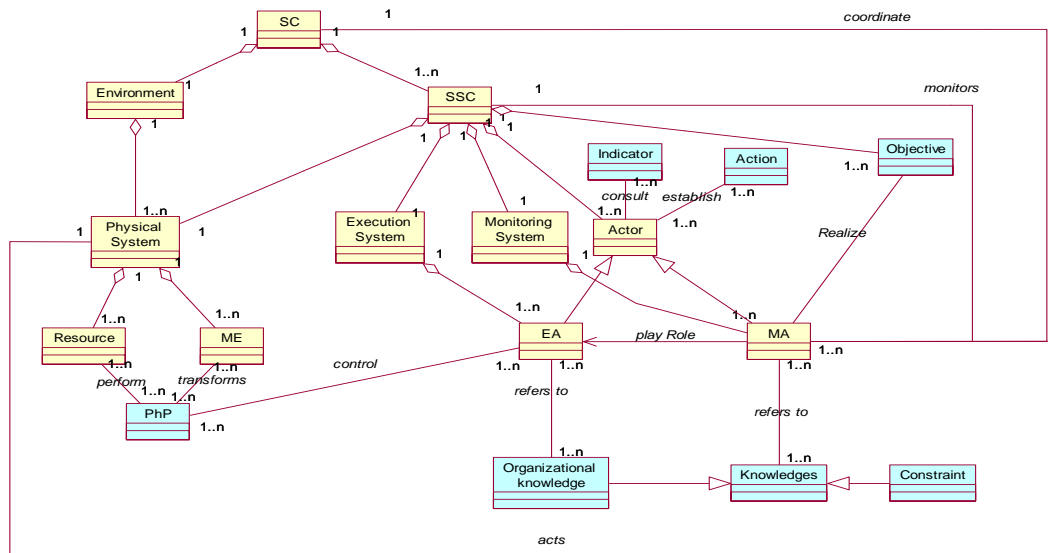 SC
1
coordinate
1
1
1
1..n
Environment
SSC
1
monitors
1
1
1
1
1
Indicator
Action
Objective
1..n
1..n
1..n
consult
establish
1..n
1..n
1
Physical
System
1
1
Execution
System
1
Monitoring
System
1
Actor
1..n
Realize
1
1
1
1
1..n
1..n
1..n
1..n
Resource
ME
EA
play Role
MA
1..n
1..n
1..n
1..n
1..n
1..n
perform
transforms
control
1..n
1..n
refers to
refers to
PhP
1..n
1..n
1..n
Organizational
knowledge
Knowledges
Constraint
acts